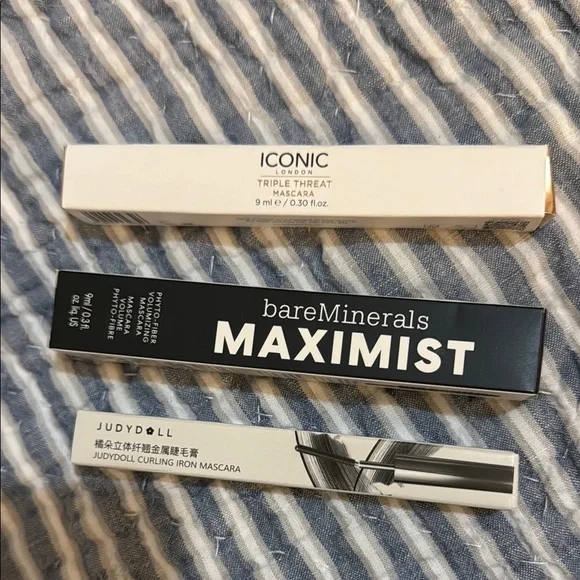 ICONIC
LONDON
TRIPLE THREAT
MASCARA
9 ml e / 0.30 fl.oz.
bareMinerals
MAXIMIST
PHYTO-FIBER
VOLUMIZING
MASCARA
MASCARA
VOLUME
PHYTO-FIBRE
9ml / 0.3 fl.
oz. liq. US
JUDYDOLL
橘朵立体纤翘金属睫毛膏
JUDYDOLL CURLING IRON MASCARA